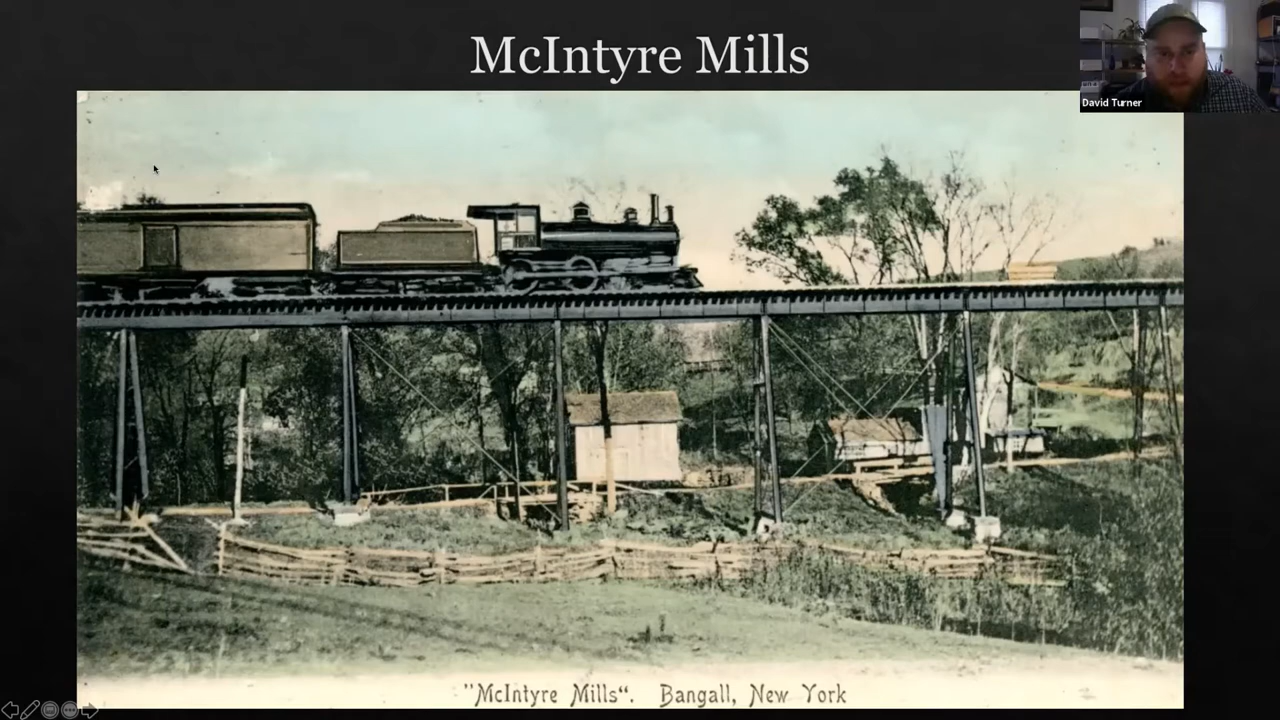 McIntyre Mills
David Turner
"McIntyre Mills“. Bangall, New York